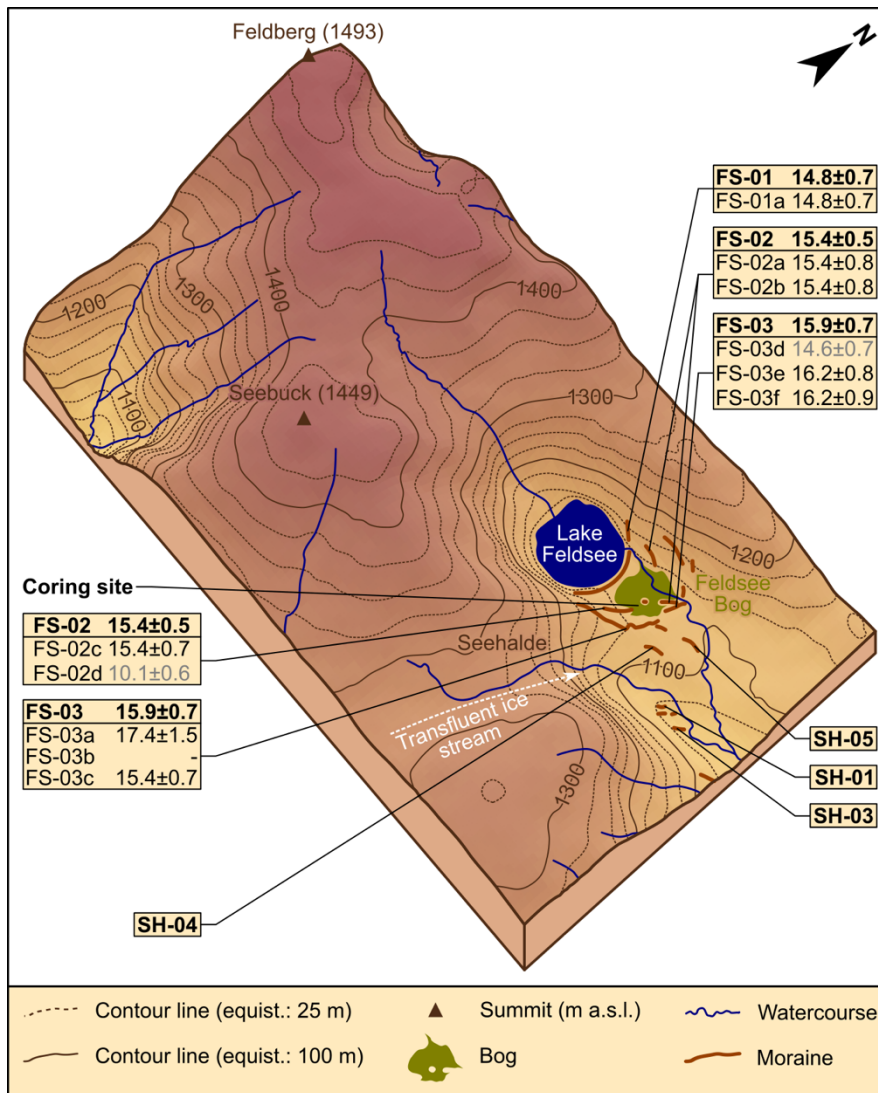 Feldberg (1493)
N
FS-01 14.8±0.7
FS-01a 14.8±0.7
FS-02 15.4±0.5
FS-02a 15.4±0.8
FS-02b 15.4±0.8
FS-03 15.9±0.7
FS-03d 14.6±0.7
FS-03e 16.2±0.8
FS-03f 16.2±0.9
1200
1300
1400
1400
1100
Seebuck (1449)
1300
Lake
Feldsee
1200
Feldsee
Bog
Coring site
FS-02 15.4±0.5
FS-02c 15.4±0.7
FS-02d 10.1±0.6
Seehalde
1100
FS-03 15.9±0.7
FS-03a 17.4±1.5
FS-03b -
FS-03c 15.4±0.7
Transfluent ice
stream
1300
SH-05
SH-01
SH-03
SH-04
Contour line (equist.: 25 m)
Summit (m a.s.l.)
Watercourse
Contour line (equist.: 100 m)
Bog
Moraine